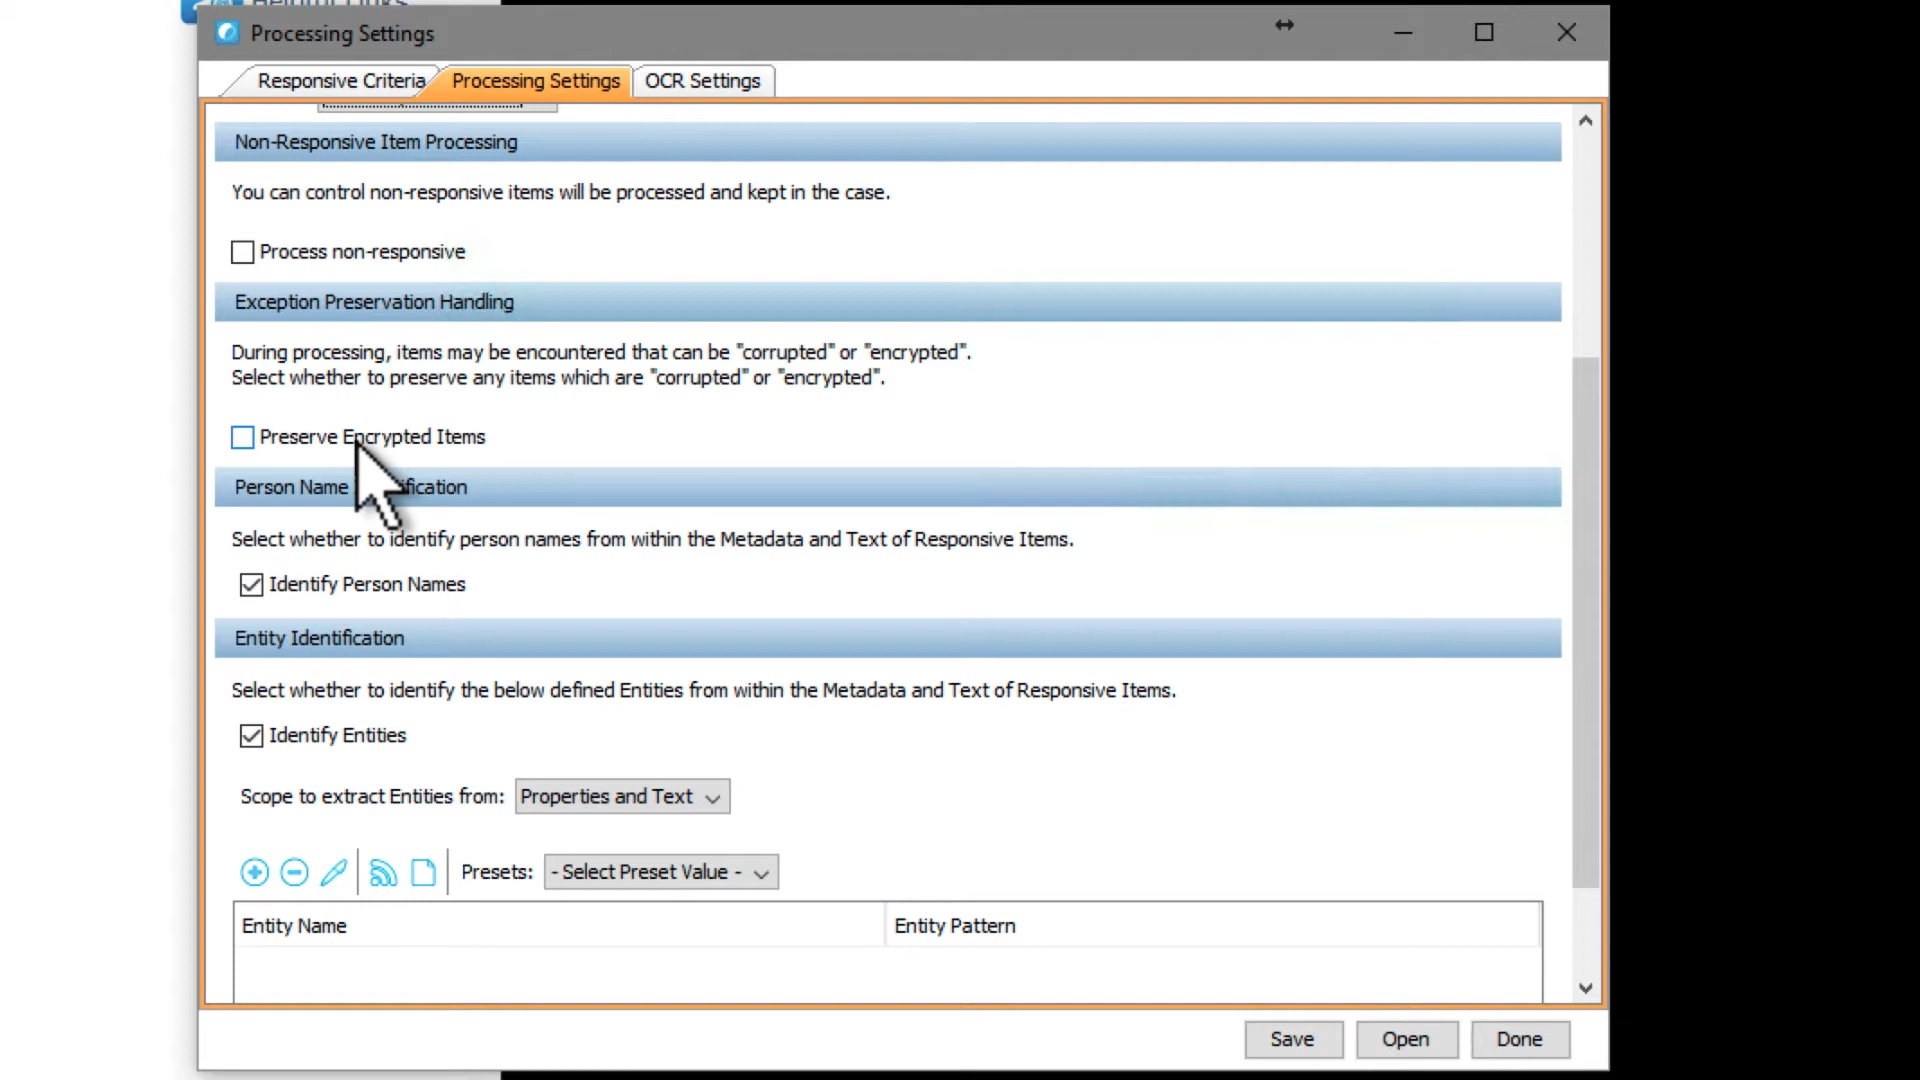 Processing Settings
Responsive Criteria
Processing Settings
OCR Settings
Non-Responsive Item Processing
You can control non-responsive items will be processed and kept in the case.
Process non-responsive
Exception Preservation Handling
During processing, items may be encountered that can be "corrupted" or "encrypted".
Select whether to preserve any items which are "corrupted" or "encrypted".
Preserve Encrypted Items
Person Name
Select whether to identify person names from within the Metadata and Text of Responsive Items.
Identify Person Names
Entity Identification
Select whether to identify the below defined Entities from within the Metadata and Text of Responsive Items.
Identify Entities
Scope to extract Entities from: Properties and Text
Presets: - Select Preset Value -
Entity Name Entity Pattern
Save Open Done